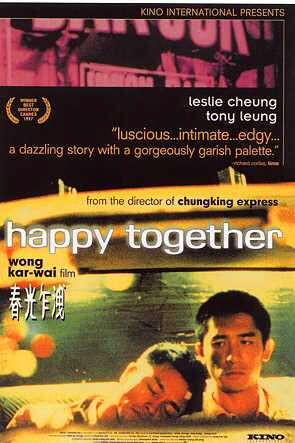 KINO INTERNATIONAL PRESENTS
WINNER
BEST
DIRECTOR
CANNES
1997
leslie cheung
tony leung
"luscious...intimate...edgy...
a dazzling story with a gorgeously garish palette."
-richard corliss, time
from the director of chungking express
happy together
wong
kar-wai film
春光乍洩
KINO